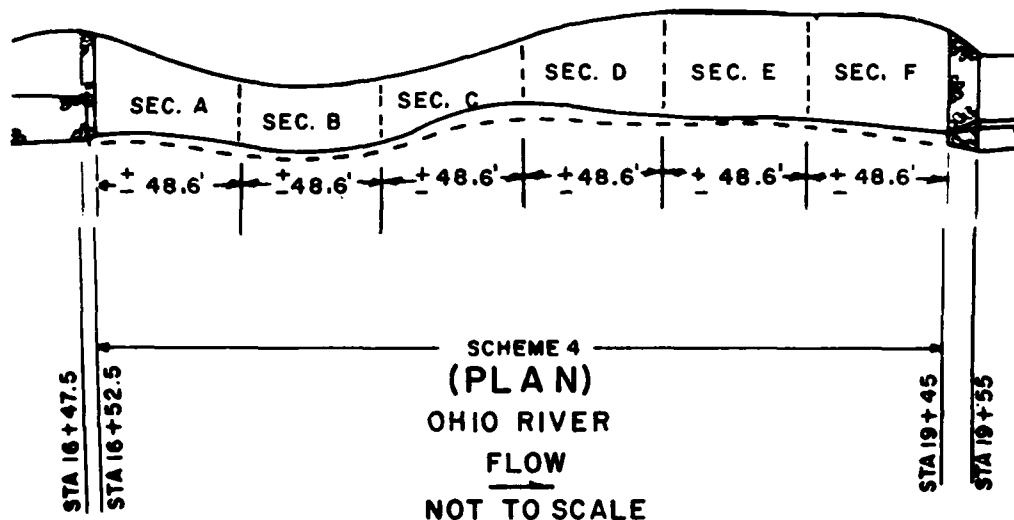 SEC. A
SEC. B
SEC. C
SEC. D
SEC. E
SEC. F
± 48.6'
± 48.6'
± 48.6'
± 48.6'
± 48.6'
± 48.6'
SCHEME 4
(PLAN)
OHIO RIVER
FLOW
NOT TO SCALE
STA 16+47.5
STA 16+52.5
STA 19+45
STA 19+55